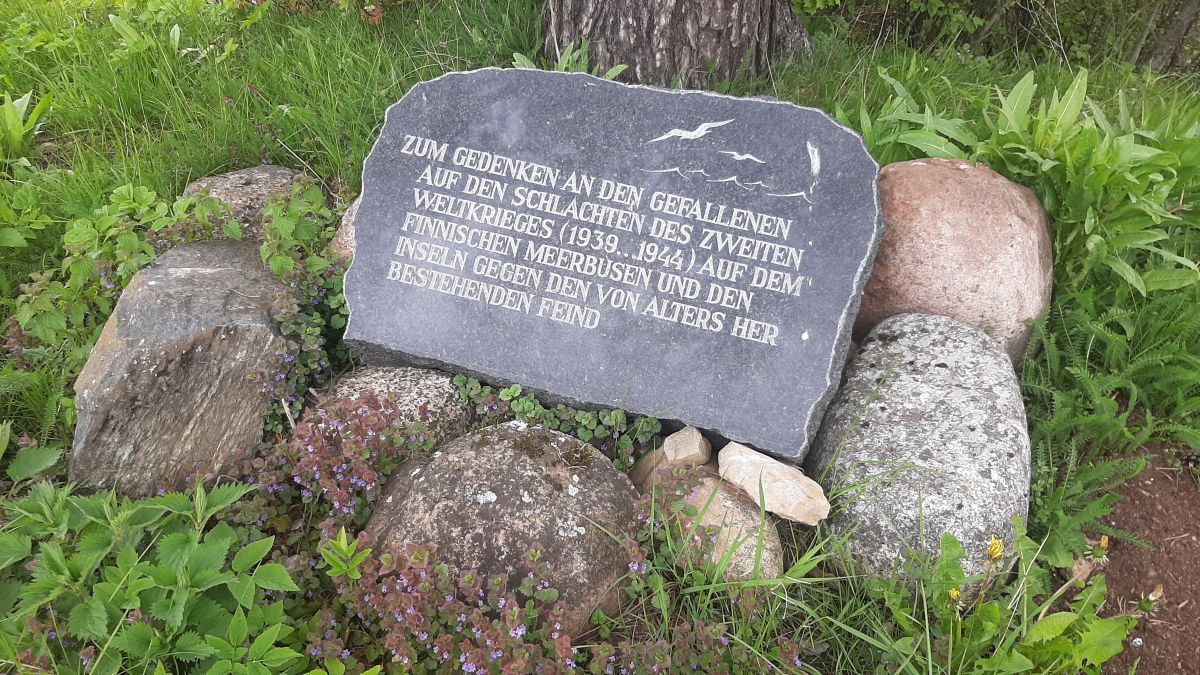 ZUM GEDENKEN AN DEN GEFALLENEN
AUF DEN SCHLACHTEN DES ZWEITEN
WELTKRIEGES (1939...1944) AUF DEM
FINNISCHEN MEERBUSEN UND DEN
INSELN GEGEN DEN VON ALTERS HER
BESTEHENDEN FEIND